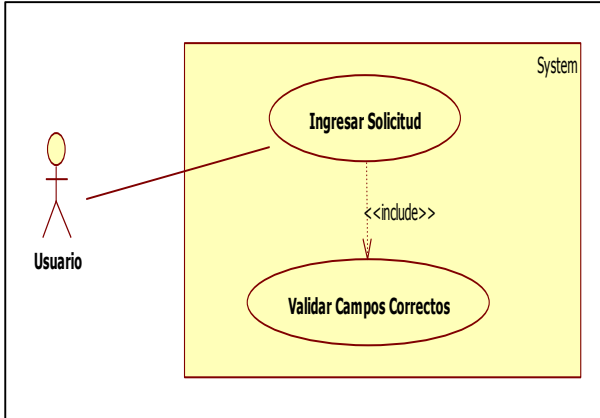 System
Ingresar Solicitud
<<include>>
Usuario
Validar Campos Correctos